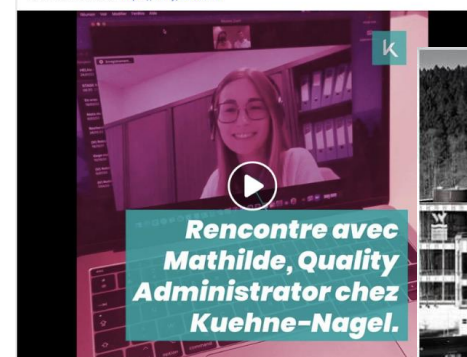 k
Rencontre avec
Mathilde, Quality
Administrator chez
Kuehne-Nagel.